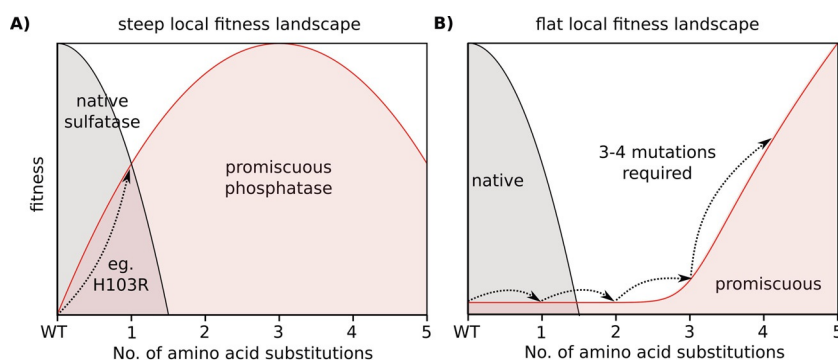 A)
steep local fitness landscape
fitness
native
sulfatase
promiscuous
phosphatase
eg.
H103R
WT
1
2
3
4
5
No. of amino acid substitutions
B)
flat local fitness landscape
native
3-4 mutations
required
promiscuous
WT
1
2
3
4
5
No. of amino acid substitutions